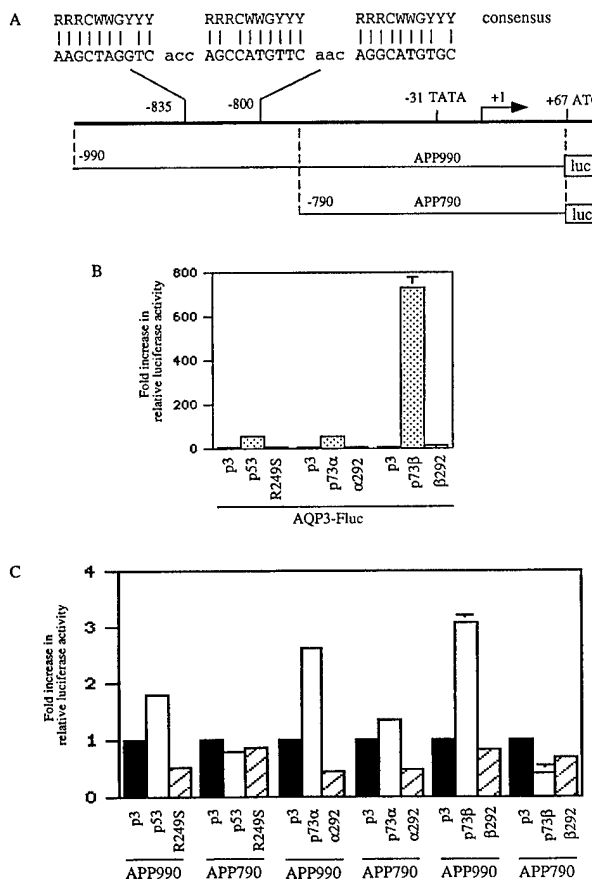 A
RRRCWWGYYY RRRCWWGYYY RRRCWWGYYY consensus
AAGCTAGGTC acc AGCCATGTTC aac AGGCATGTGC
-835 -800 -31 TATA +1 +67 ATG
-990 APP990 luc
-790 APP790 luc
B
Fold increase in
relative luciferase activity
800
600
400
200
0
p3 p53 R249S p3 p73α α292 p3 p73β β292
AQP3-Fluc
C
Fold increase in
relative luciferase activity
4
3
2
1
0
p3 p53 R249S p3 p53 R249S p3 p73α α292 p3 p73α α292 p3 p73β β292 p3 p73β β292
APP990 APP790 APP990 APP790 APP990 APP790